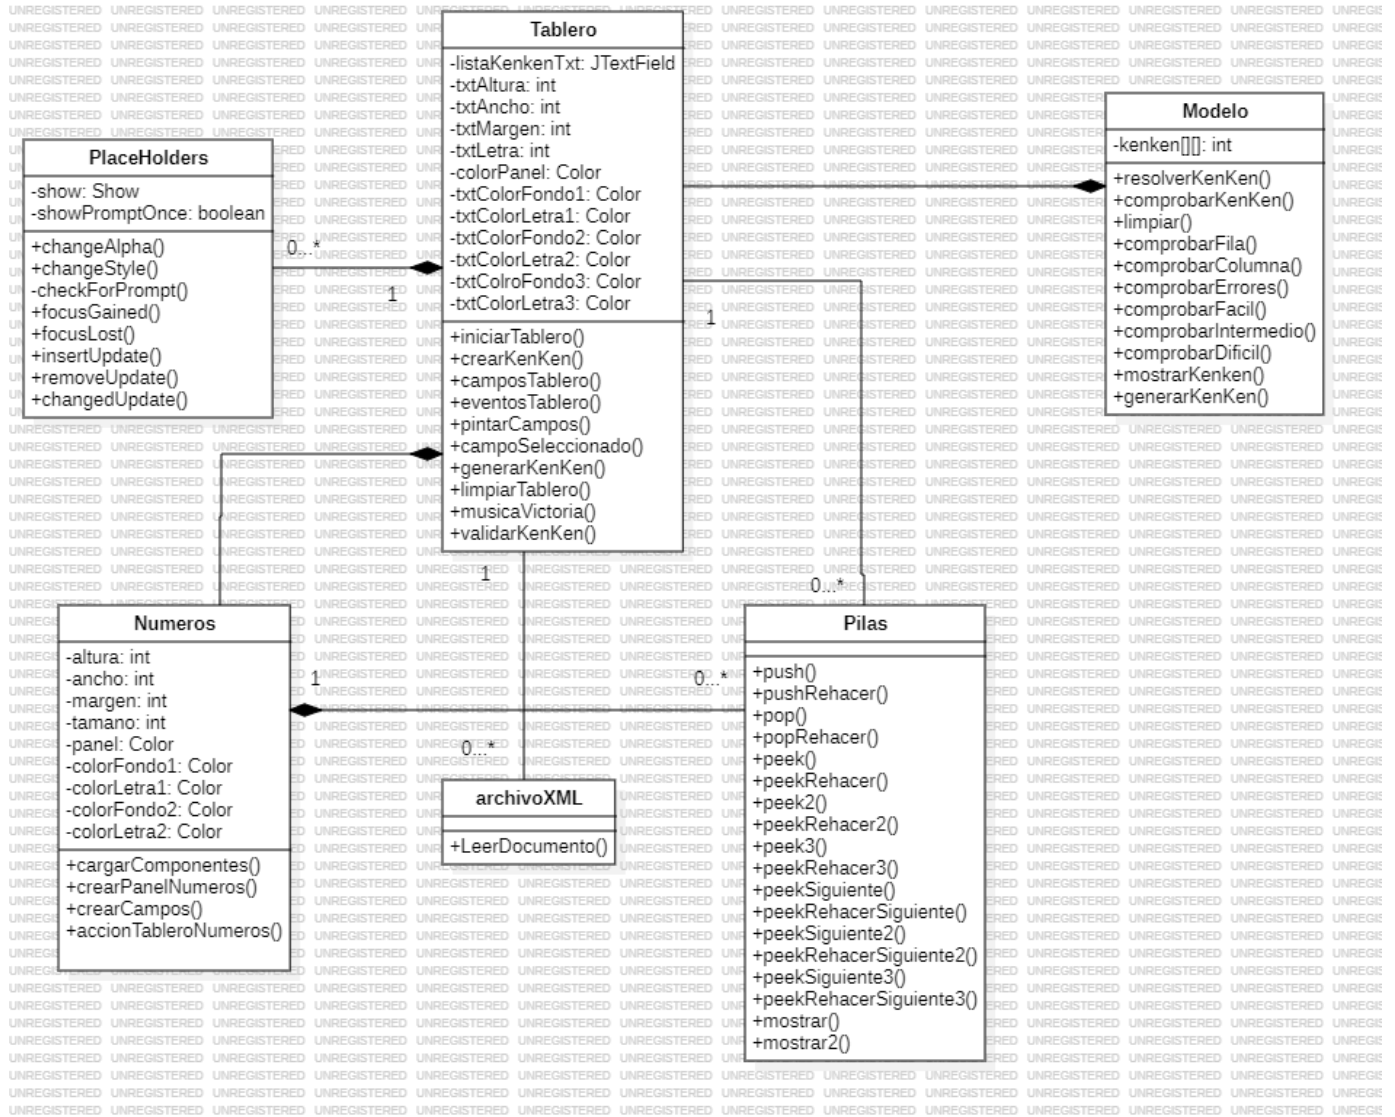 Tablero
-listaKenkenTxt: JTextField
-txtAltura: int
-txtAncho: int
-txtMargen: int
-txtLetra: int
-colorPanel: Color
-txtColorFondo1: Color
-txtColorLetra1: Color
-txtColorFondo2: Color
-txtColorLetra2: Color
-txtColroFondo3: Color
-txtColorLetra3: Color
+iniciarTablero()
+crearKenKen()
+camposTablero()
+eventosTablero()
+pintarCampos()
+campoSeleccionado()
+generarKenKen()
+limpiarTablero()
+musicaVictoria()
+validarKenKen()
Modelo
-kenken[][]: int
+resolverKenKen()
+comprobarKenKen()
+limpiar()
+comprobarFila()
+comprobarColumna()
+comprobarErrores()
+comprobarFacil()
+comprobarIntermedio()
+comprobarDificil()
+mostrarKenken()
+generarKenKen()
PlaceHolders
-show: Show
-showPromptOnce: boolean
+changeAlpha()
+changeStyle()
-checkForPrompt()
+focusGained()
+focusLost()
+insertUpdate()
+removeUpdate()
+changedUpdate()
0...*
1
1
0...*
1
0...*
1
0...*
Numeros
-altura: int
-ancho: int
-margen: int
-tamano: int
-panel: Color
-colorFondo1: Color
-colorLetra1: Color
-colorFondo2: Color
-colorLetra2: Color
+cargarComponentes()
+crearPanelNumeros()
+crearCampos()
+accionTableroNumeros()
archivoXML
+LeerDocumento()
Pilas
+push()
+pushRehacer()
+pop()
+popRehacer()
+peek()
+peekRehacer()
+peek2()
+peekRehacer2()
+peek3()
+peekRehacer3()
+peekSiguiente()
+peekRehacerSiguiente()
+peekSiguiente2()
+peekRehacerSiguiente2()
+peekSiguiente3()
+peekRehacerSiguiente3()
+mostrar()
+mostrar2()
UNREGISTERED